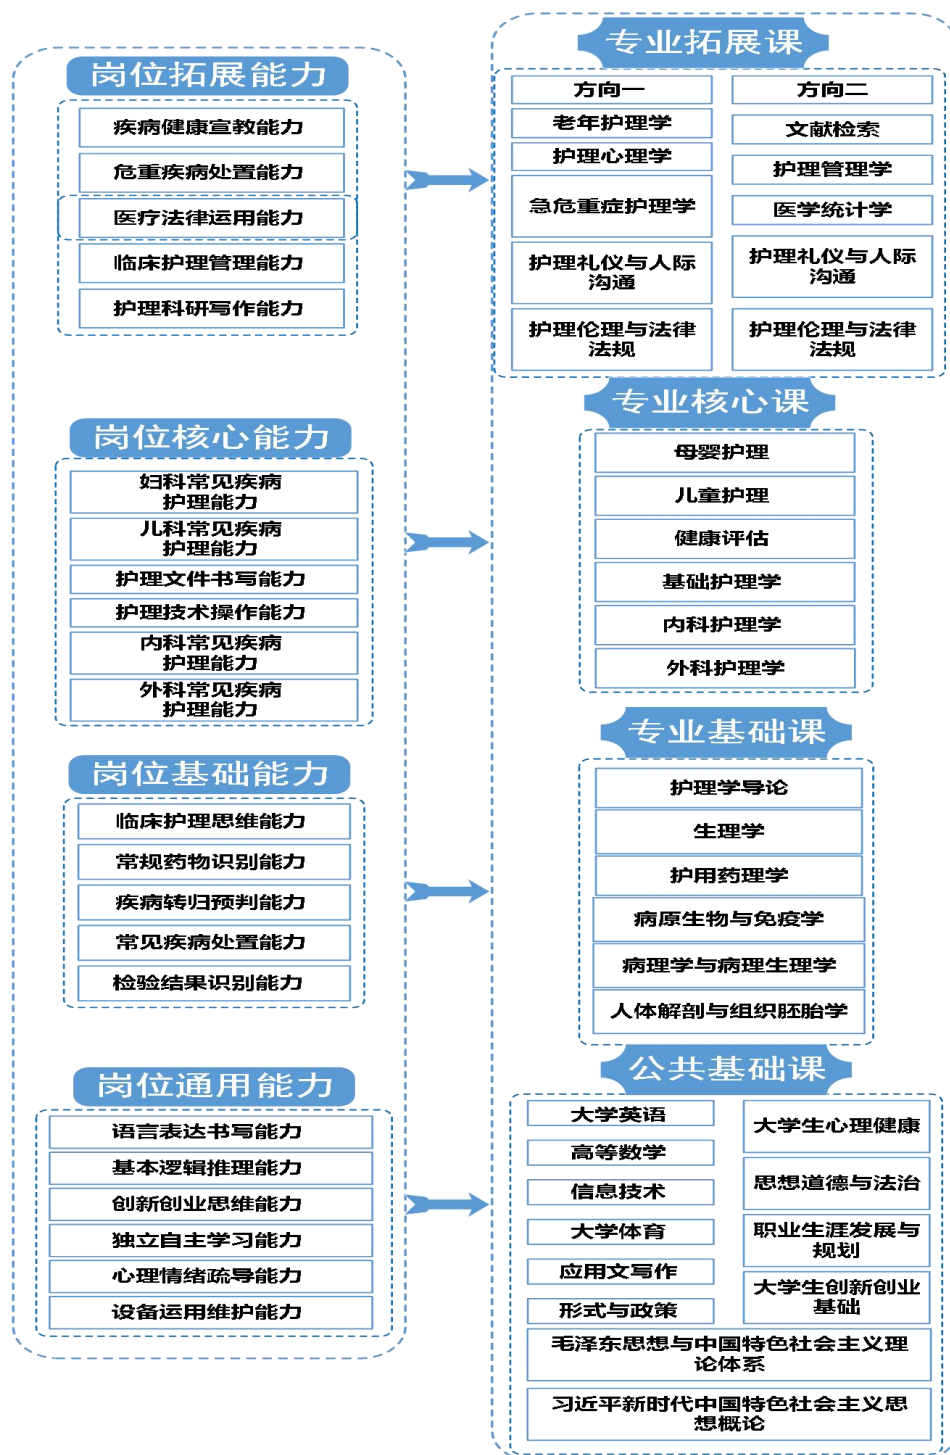 岗位拓展能力
疾病健康宣教能力
危重疾病处置能力
医疗法律运用能力
临床护理管理能力
护理科研写作能力
专业拓展课
方向一
老年护理学
护理心理学
急危重症护理学
护理礼仪与人际
沟通
护理伦理与法律
法规
方向二
文献检索
护理管理学
医学统计学
护理礼仪与人际
沟通
护理伦理与法律
法规
岗位核心能力
妇科常见疾病
护理能力
儿科常见疾病
护理能力
护理文件书写能力
护理技术操作能力
内科常见疾病
护理能力
外科常见疾病
护理能力
专业核心课
母婴护理
儿童护理
健康评估
基础护理学
内科护理学
外科护理学
岗位基础能力
临床护理思维能力
常规药物识别能力
疾病转归预判能力
常见疾病处置能力
检验结果识别能力
专业基础课
护理学导论
生理学
护用药理学
病原生物与免疫学
病理学与病理生理学
人体解剖与组织胚胎学
岗位通用能力
语言表达书写能力
基本逻辑推理能力
创新创业思维能力
独立自主学习能力
心理情绪疏导能力
设备运用维护能力
公共基础课
大学英语
高等数学
信息技术
大学体育
应用文写作
形式与政策
大学生心理健康
思想道德与法治
职业生涯发展与
规划
大学生创新创业
基础
毛泽东思想与中国特色社会主义理
论体系
习近平新时代中国特色社会主义思
想概论